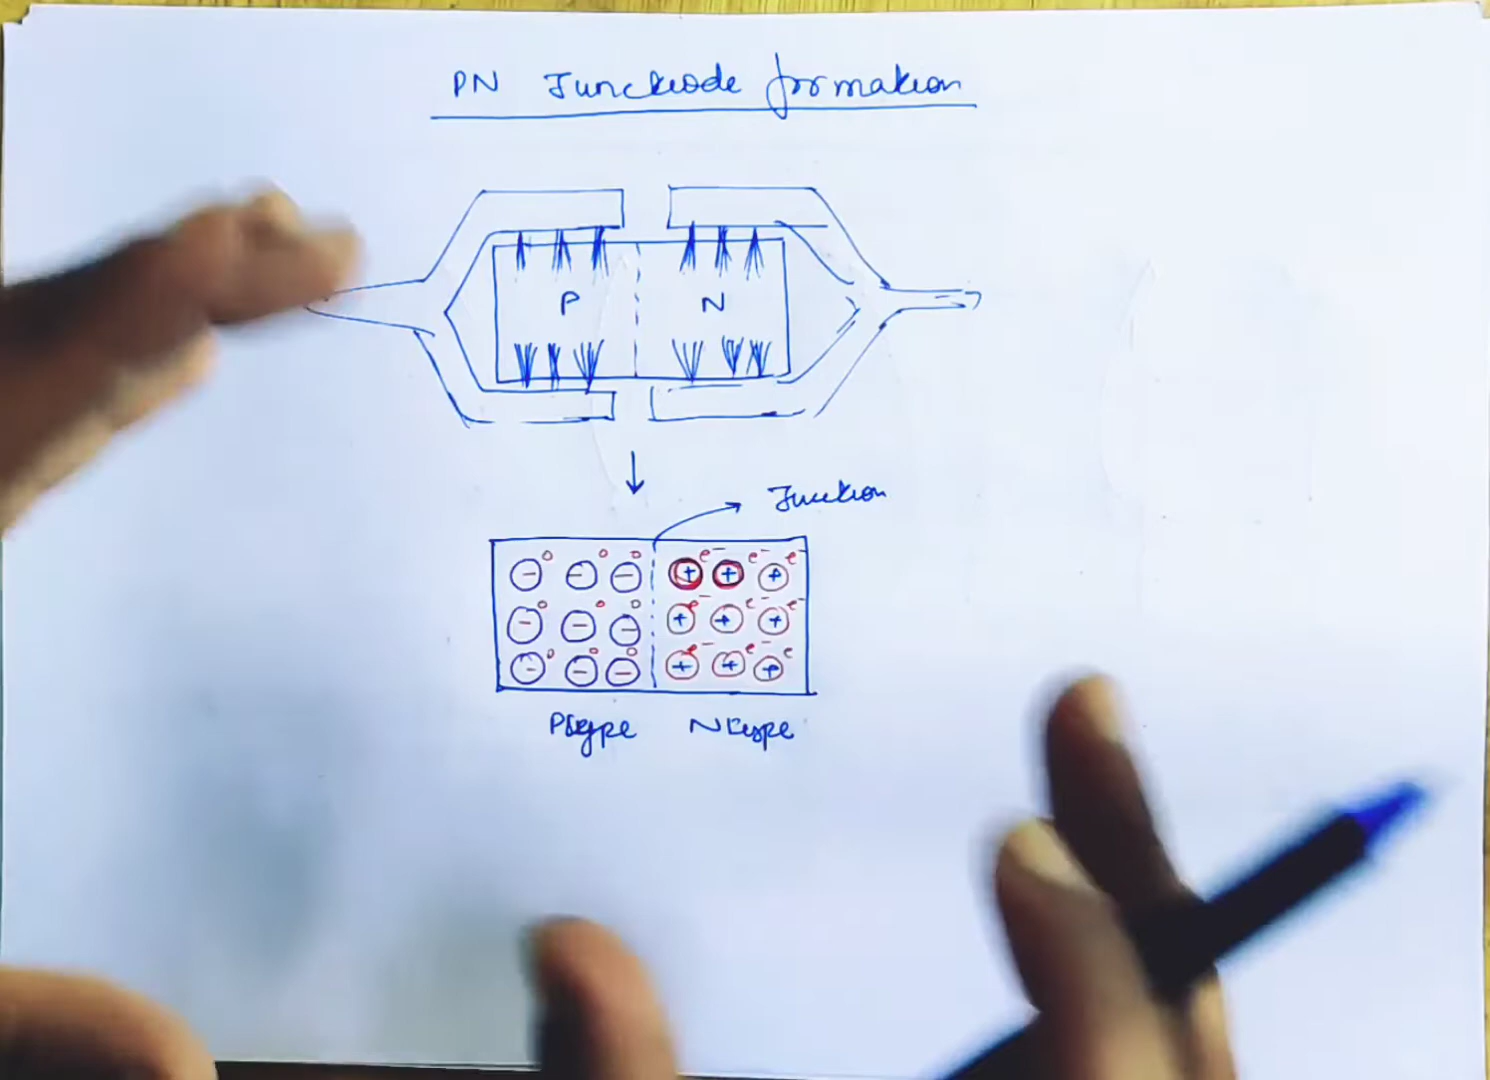 PN Junctiode formation
P N
Junction
- o - o - o + e- + e- + e-
- o - o - o + e- + e- + e-
- o - o - o + e- + e- + e
Ptype Ntype